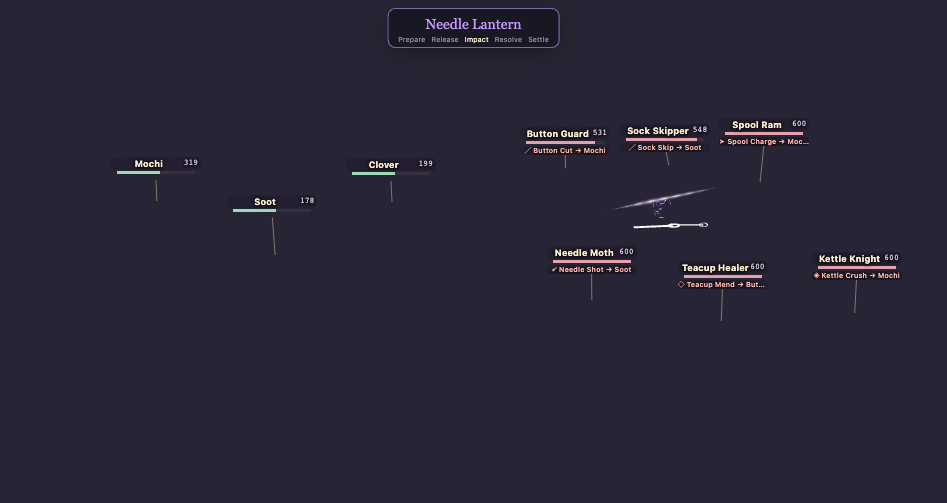 Needle Lantern
Prepare Release Impact Resolve Settle
Spool Ram 600
➤ Spool Charge → Moc...
Button Guard 531
⟋ Button Cut → Mochi
Sock Skipper 548
⟋ Sock Skip → Soot
Mochi 319
Clover 199
Soot 178
Needle Moth 600
➶ Needle Shot → Soot
Teacup Healer 600
◇ Teacup Mend → But...
Kettle Knight 600
◈ Kettle Crush → Mochi